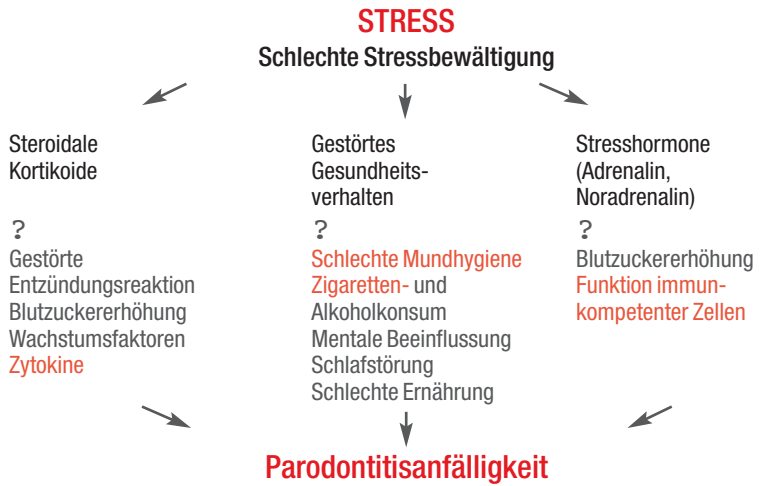 STRESS
Schlechte Stressbewältigung
Steroidale
Kortikoide
?
Gestörte
Entzündungsreaktion
Blutzuckererhöhung
Wachstumsfaktoren
Zytokine
Gestörtes
Gesundheits-
verhalten
?
Schlechte Mundhygiene
Zigaretten- und
Alkoholkonsum
Mentale Beeinflussung
Schlafstörung
Schlechte Ernährung
Stresshormone
(Adrenalin,
Noradrenalin)
?
Blutzuckererhöhung
Funktion immun-
kompetenter Zellen
Parodontitisanfälligkeit